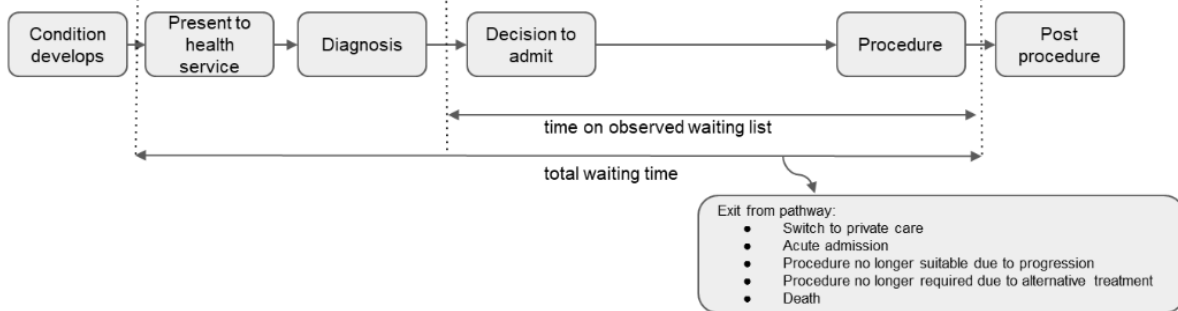 Condition
develops
Present to
health
service
Diagnosis
Decision to
admit
Procedure
Post
procedure
time on observed waiting list
total waiting time
Exit from pathway:
● Switch to private care
● Acute admission
● Procedure no longer suitable due to progression
● Procedure no longer required due to alternative treatment
● Death